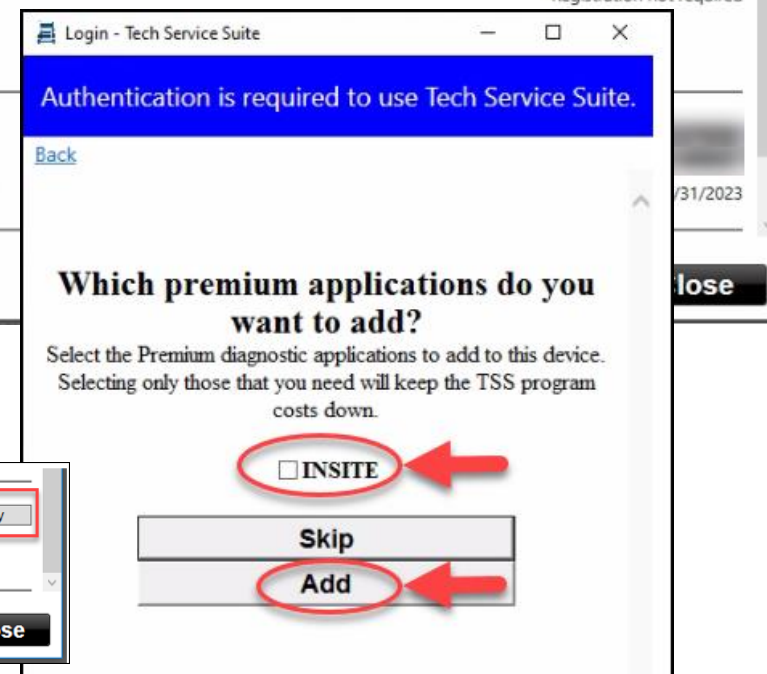 Login - Tech Service Suite
Authentication is required to use Tech Service Suite.
Back
/31/2023
lose
Which premium applications do you
want to add?
Select the Premium diagnostic applications to add to this device.
Selecting only those that you need will keep the TSS program
costs down.
INSITE
Skip
Add
y
se